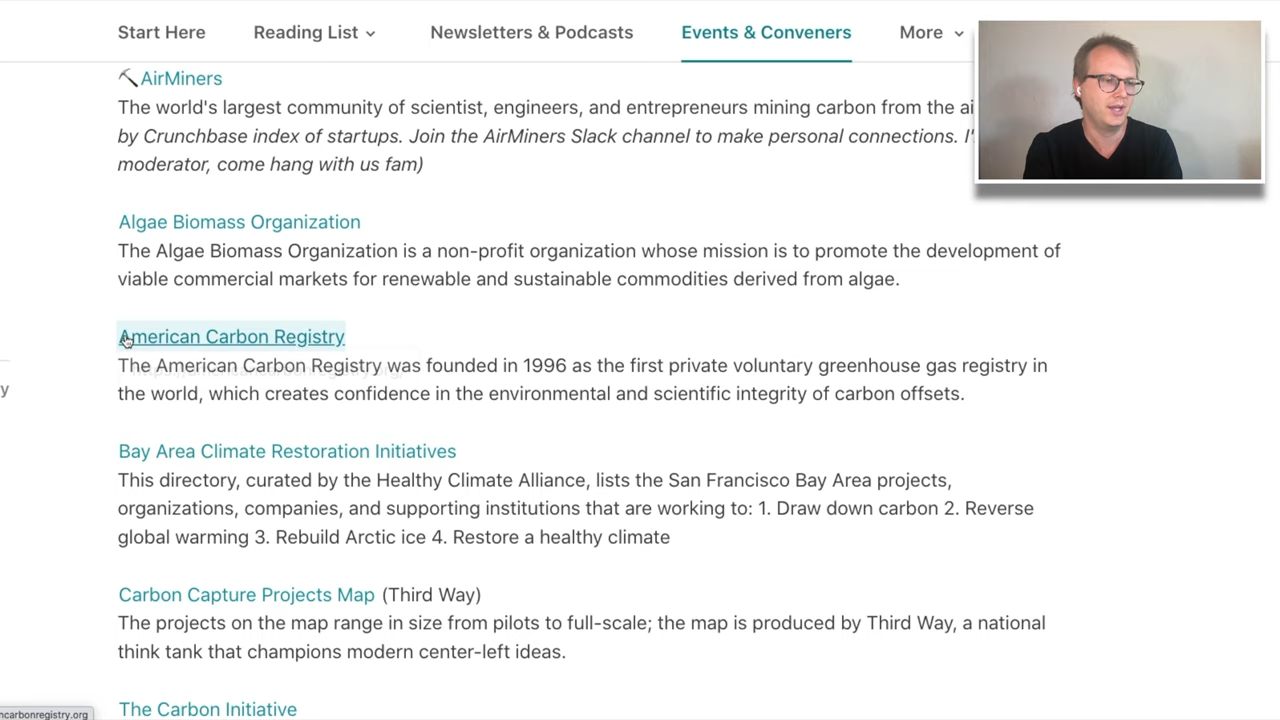 Start Here
Reading List
Newsletters & Podcasts
Events & Conveners
More
AirMiners
The world's largest community of scientist, engineers, and entrepreneurs mining carbon from the
by Crunchbase index of startups. Join the AirMiners Slack channel to make personal connections.
moderator, come hang with us fam)
Algae Biomass Organization
The Algae Biomass Organization is a non-profit organization whose mission is to promote the development of
viable commercial markets for renewable and sustainable commodities derived from algae.
American Carbon Registry
The American Carbon Registry was founded in 1996 as the first private voluntary greenhouse gas registry in
the world, which creates confidence in the environmental and scientific integrity of carbon offsets.
y
Bay Area Climate Restoration Initiatives
This directory, curated by the Healthy Climate Alliance, lists the San Francisco Bay Area projects,
organizations, companies, and supporting institutions that are working to: 1. Draw down carbon 2. Reverse
global warming 3. Rebuild Arctic ice 4. Restore a healthy climate
Carbon Capture Projects Map (Third Way)
The projects on the map range in size from pilots to full-scale; the map is produced by Third Way, a national
think tank that champions modern center-left ideas.
The Carbon Initiative
ncarbonregistry.org